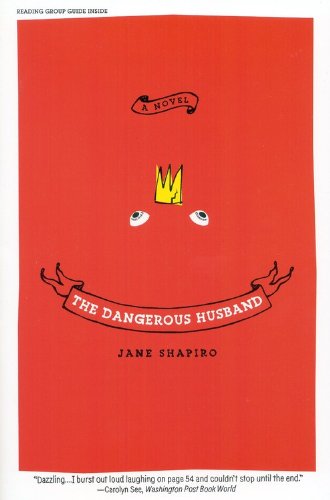 READING GROUP GUIDE INSIDE
A NOVEL
THE DANGEROUS HUSBAND
JANE SHAPIRO
"Dazzling...I burst out loud laughing on page 54 and couldn't stop until the end."
—Carolyn See, Washington Post Book World